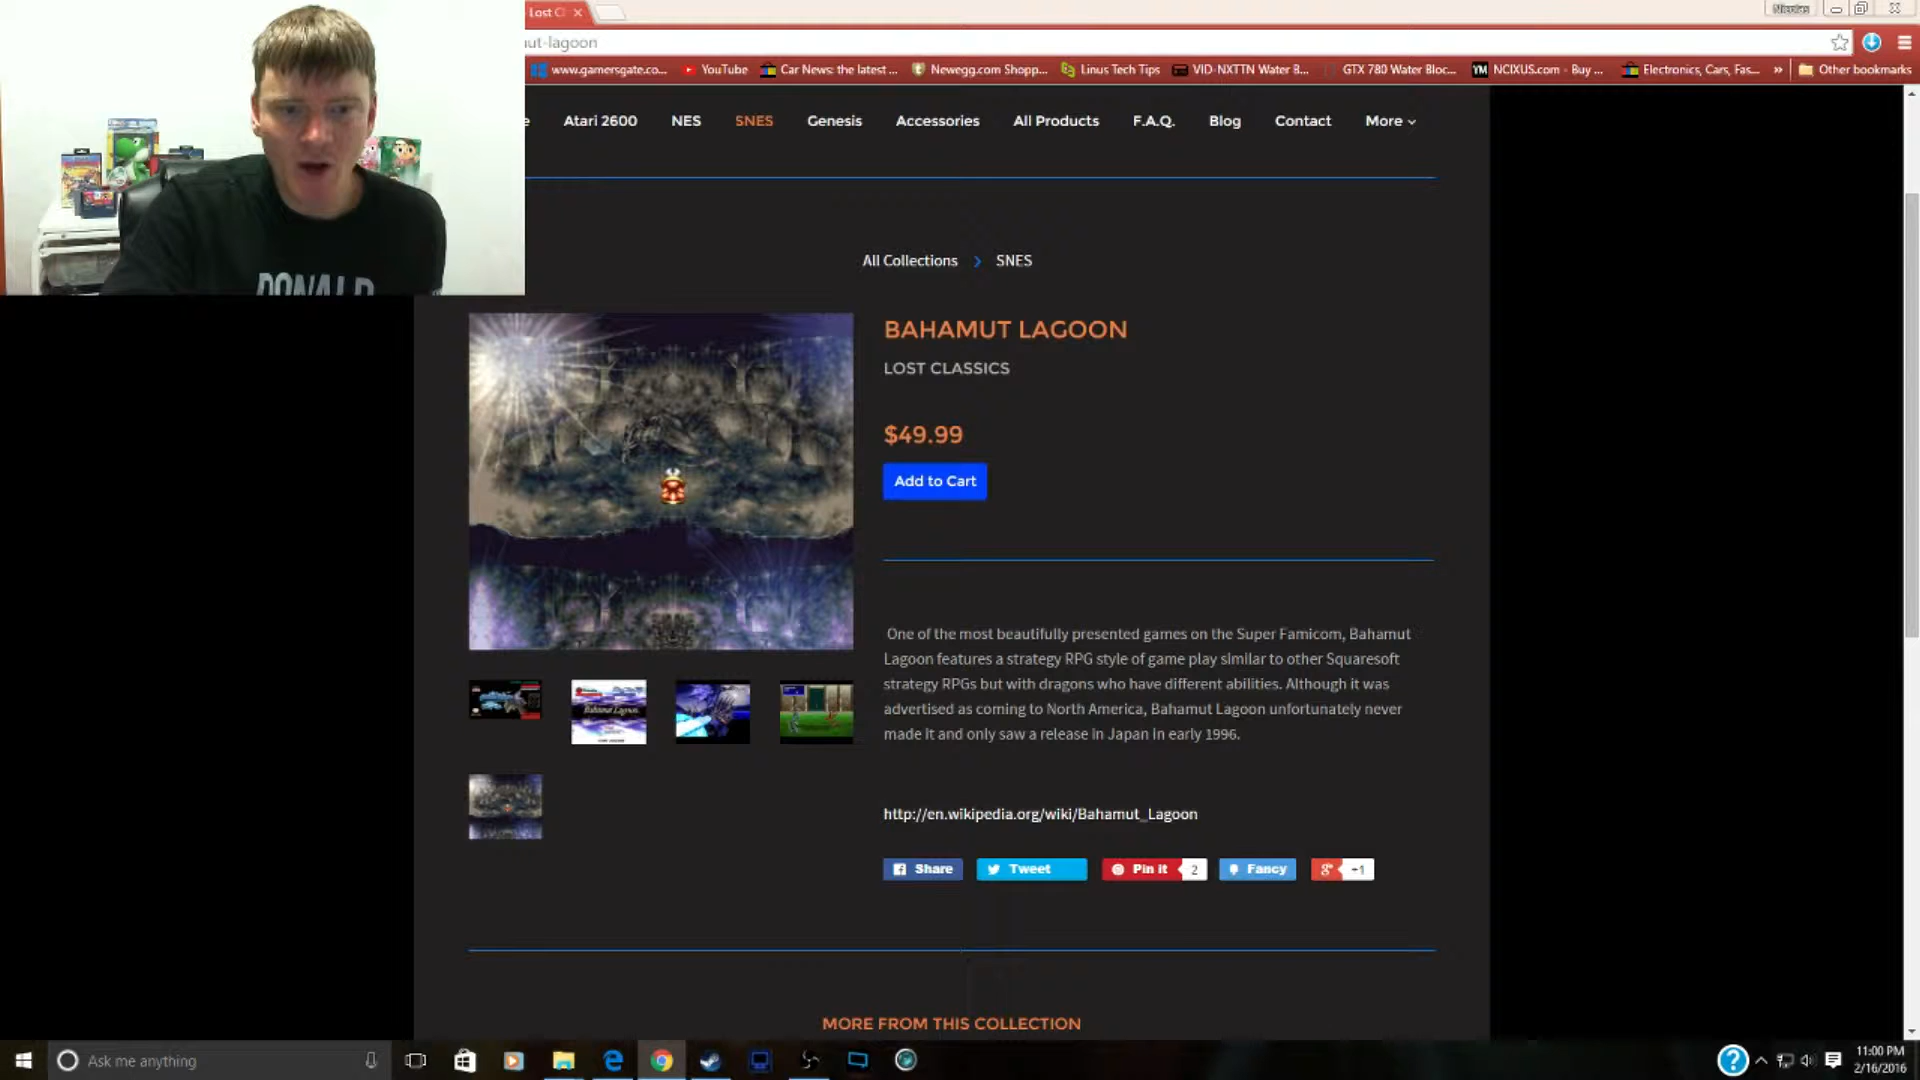 Lost C
Nicolas
ut-lagoon
www.gamersgate.co... YouTube Car News: the latest ... Newegg.com Shopp... Linus Tech Tips VID-NXTTN Water B... GTX 780 Water Bloc... NCIXUS.com - Buy ... Electronics, Cars, Fas... » Other bookmarks
e Atari 2600 NES SNES Genesis Accessories All Products F.A.Q. Blog Contact More
DONALD
All Collections > SNES
BAHAMUT LAGOON
LOST CLASSICS
$49.99
Add to Cart
One of the most beautifully presented games on the Super Famicom, Bahamut
Lagoon features a strategy RPG style of game play similar to other Squaresoft
strategy RPGs but with dragons who have different abilities. Although it was
advertised as coming to North America, Bahamut Lagoon unfortunately never
made it and only saw a release in Japan in early 1996.
Bahamut Lagoon
http://en.wikipedia.org/wiki/Bahamut_Lagoon
Share Tweet Pin it 2 Fancy +1
MORE FROM THIS COLLECTION
Ask me anything
11:00 PM
2/16/2016